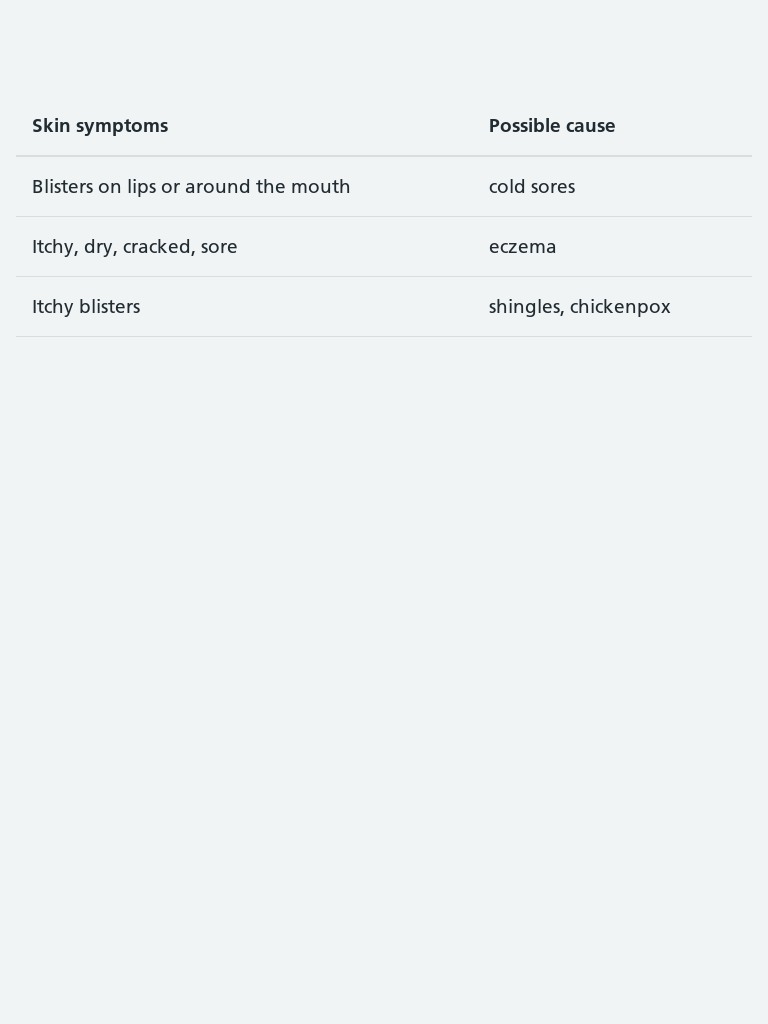 Skin symptoms Possible cause
Blisters on lips or around the mouth cold sores
Itchy, dry, cracked, sore eczema
Itchy blisters shingles, chickenpox